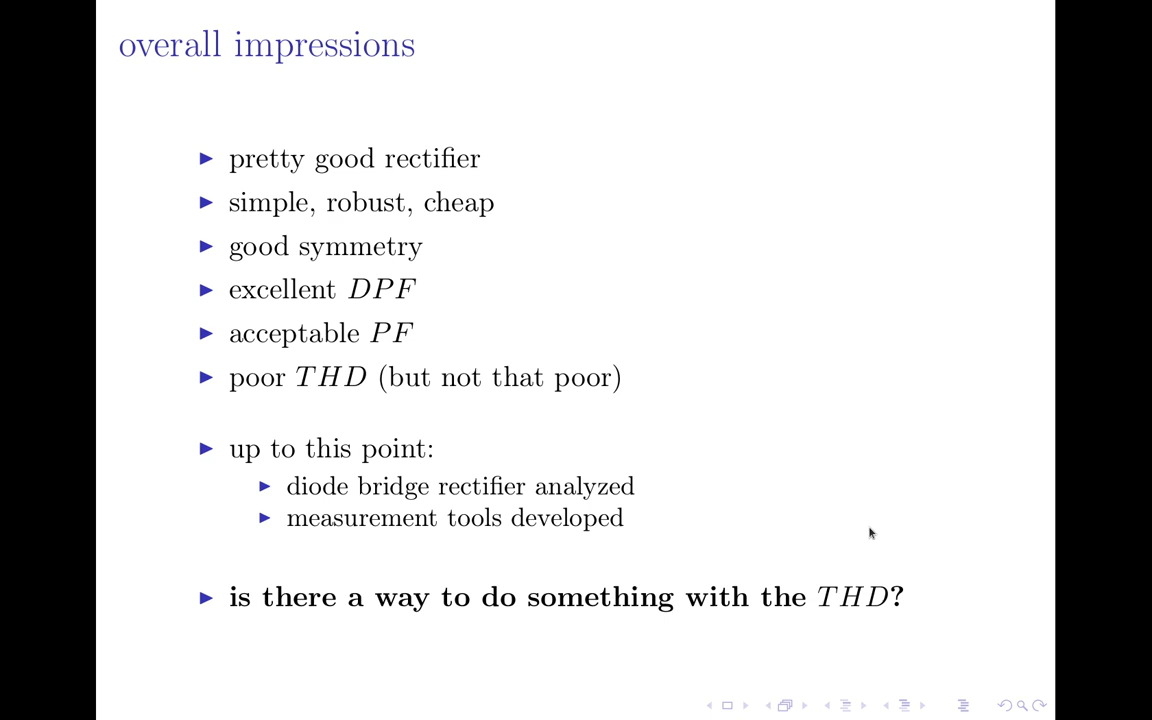 overall impressions
pretty good rectifier
simple, robust, cheap
good symmetry
excellent DPF
acceptable PF
poor THD (but not that poor)
up to this point:
diode bridge rectifier analyzed
measurement tools developed
is there a way to do something with the THD?